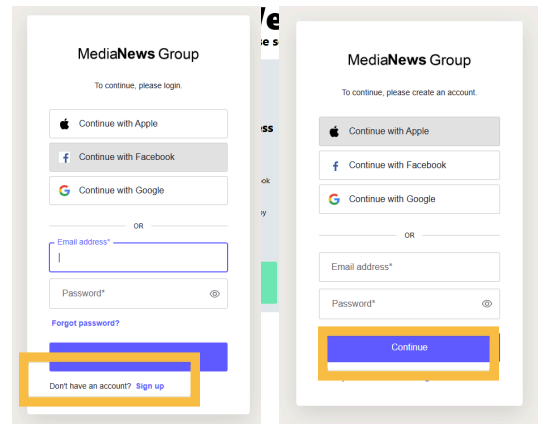 MediaNews Group
To continue, please login.
Continue with Apple
Continue with Facebook
Continue with Google
OR
Email address*
Password*
Forgot password?
Don't have an account? Sign up
MediaNews Group
To continue, please create an account.
Continue with Apple
Continue with Facebook
Continue with Google
OR
Email address*
Password*
Continue